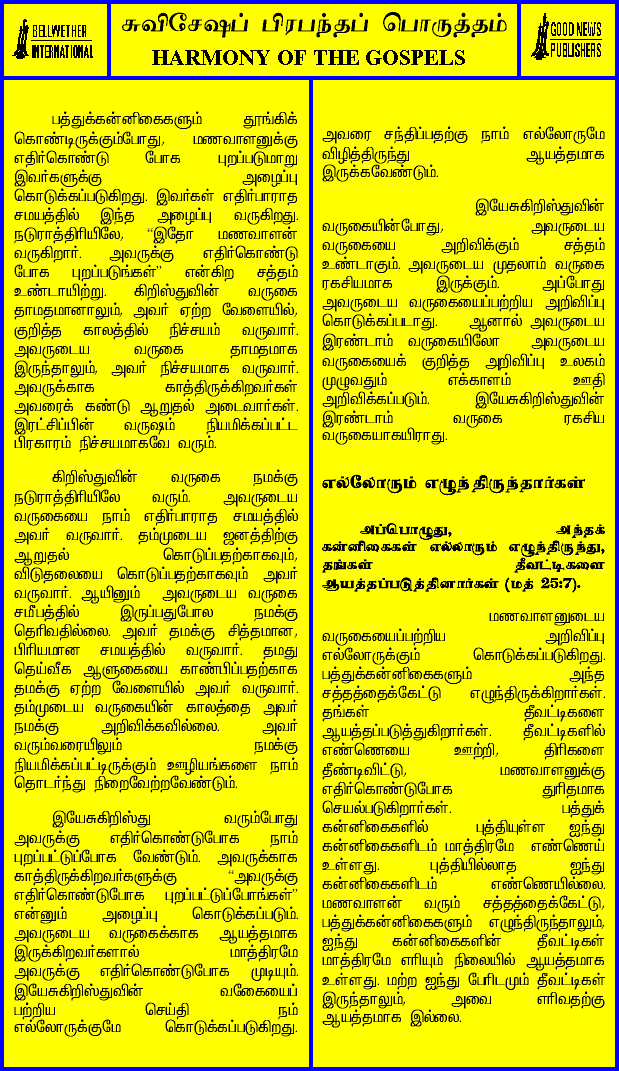 BELLWETHER
INTERNATIONAL
சுவிசேஷப் பிரபந்தப் பொருத்தம்
HARMONY OF THE GOSPELS
GOOD NEWS
PUBLISHERS
பத்துக்கன்னிகைகளும் தூங்கிக்
கொண்டிருக்கும்போது, மணவாளனுக்கு
எதிர்கொண்டு போக புறப்படுமாறு
இவர்களுக்கு அழைப்பு
கொடுக்கப்படுகிறது. இவர்கள் எதிர்பாராத
சமயத்தில் இந்த அழைப்பு வருகிறது.
நடுராத்திரியிலே, “இதோ மணவாளன்
வருகிறார். அவருக்கு எதிர்கொண்டு
போக புறப்படுங்கள்” என்கிற சத்தம்
உண்டாயிற்று. கிறிஸ்துவின் வருகை
தாமதமானாலும், அவர் ஏற்ற வேளையில்,
குறித்த காலத்தில் நிச்சயம் வருவார்.
அவருடைய வருகை தாமதமாக
இருந்தாலும், அவர் நிச்சயமாக வருவார்.
அவருக்காக காத்திருக்கிறவர்கள்
அவரைக் கண்டு ஆறுதல் அடைவார்கள்.
இரட்சிப்பின் வருஷம் நியமிக்கப்பட்ட
பிரகாரம் நிச்சயமாகவே வரும்.
கிறிஸ்துவின் வருகை நமக்கு
நடுராத்திரியிலே வரும். அவருடைய
வருகையை நாம் எதிர்பாராத சமயத்தில்
அவர் வருவார். தம்முடைய ஜனத்திற்கு
ஆறுதல் கொடுப்பதற்காகவும்,
விடுதலையை கொடுப்பதற்காகவும் அவர்
வருவார். ஆயினும் அவருடைய வருகை
சமீபத்தில் இருப்பதுபோல நமக்கு
தெரிவதில்லை. அவர் தமக்கு சித்தமான,
பிரியமான சமயத்தில் வருவார். தமது
தெய்வீக ஆளுகையை காண்பிப்பதற்காக
தமக்கு ஏற்ற வேளையில் அவர் வருவார்.
தம்முடைய வருகையின் காலத்தை அவர்
நமக்கு அறிவிக்கவில்லை. அவர்
வரும்வரையிலும் நமக்கு
நியமிக்கப்பட்டிருக்கும் ஊழியங்களை நாம்
தொடர்ந்து நிறைவேற்றவேண்டும்.
இயேசுகிறிஸ்து வரும்போது
அவருக்கு எதிர்கொண்டுபோக நாம்
புறப்பட்டுப்போக வேண்டும். அவருக்காக
காத்திருக்கிறவர்களுக்கு “அவருக்கு
எதிர்கொண்டுபோக புறப்பட்டுப்போங்கள்”
என்னும் அழைப்பு கொடுக்கப்படும்.
அவருடைய வருகைக்காக ஆயத்தமாக
இருக்கிறவர்களால் மாத்திரமே
அவருக்கு எதிர்கொண்டுபோக முடியும்.
இயேசுகிறிஸ்துவின்
பற்றிய செய்தி நம்
எல்லோருக்குமே கொடுக்கப்படுகிறது.
அவரை சந்திப்பதற்கு நாம் எல்லோருமே
விழித்திருந்து ஆயத்தமாக
இருக்கவேண்டும்.
இயேசுகிறிஸ்துவின்
வருகையின்போது, அவருடைய
வருகையை அறிவிக்கும் சத்தம்
உண்டாகும். அவருடைய முதலாம் வருகை
ரகசியமாக இருக்கும். அப்போது
அவருடைய வருகையைப்பற்றிய அறிவிப்பு
கொடுக்கப்படாது. ஆனால் அவருடைய
இரண்டாம் வருகையிலோ அவருடைய
வருகையைக் குறித்த அறிவிப்பு உலகம்
முழுவதும் எக்காளம் ஊதி
அறிவிக்கப்படும். இயேசுகிறிஸ்துவின்
இரண்டாம் வருகை ரகசிய
வருகையாகயிராது.
எல்லோரும் எழுந்திருந்தார்கள்
அப்பொழுது, அந்தக்
கன்னிகைகள் எல்லாரும் எழுந்திருந்து,
தங்கள் தீவட்டிகளை
ஆயத்தப்படுத்தினார்கள் (மத் 25:7).
மணவாளனுடைய
வருகையைப்பற்றிய அறிவிப்பு
எல்லோருக்கும் கொடுக்கப்படுகிறது.
பத்துக்கன்னிகைகளும் அந்த
சத்தத்தைக்கேட்டு எழுந்திருக்கிறார்கள்.
தங்கள் தீவட்டிகளை
ஆயத்தப்படுத்துகிறார்கள். தீவட்டிகளில்
எண்ணெயை ஊற்றி, திரிகளை
தீண்டிவிட்டு, மணவாளனுக்கு
எதிர்கொண்டுபோக துரிதமாக
செயல்படுகிறார்கள். பத்துக்
கன்னிகைகளில் புத்தியுள்ள ஐந்து
கன்னிகைகளிடம் மாத்திரமே எண்ணெய்
உள்ளது. புத்தியில்லாத ஐந்து
கன்னிகைகளிடம் எண்ணெயில்லை.
மணவாளன் வரும் சத்தத்தைக்கேட்டு,
பத்துக்கன்னிகைகளும் எழுந்திருந்தாலும்,
ஐந்து கன்னிகைகளின் தீவட்டிகள்
மாத்திரமே எரியும் நிலையில் ஆயத்தமாக
உள்ளது. மற்ற ஐந்து பேரிடமும் தீவட்டிகள்
இருந்தாலும், அவை எரிவதற்கு
ஆயத்தமாக இல்லை.